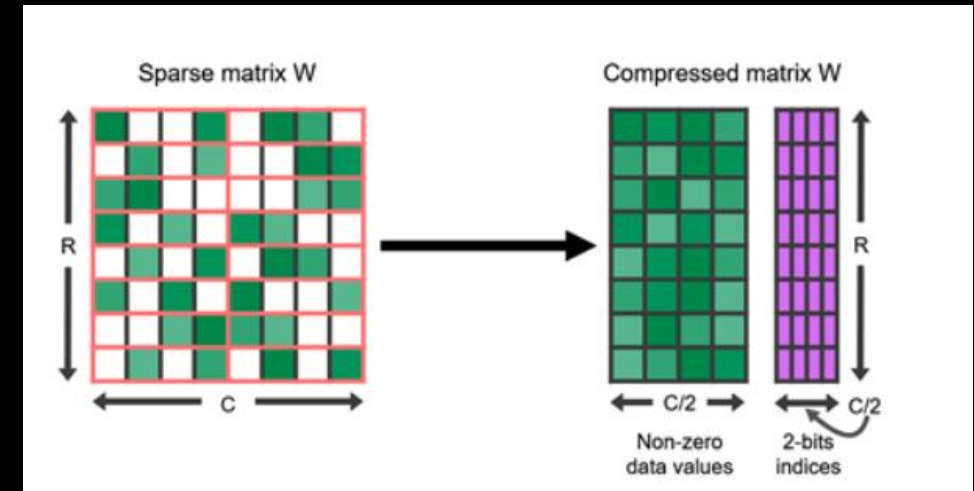 Sparse matrix W
Compressed matrix W
R
R
C
C/2
C/2
Non-zero
data values
2-bits
indices